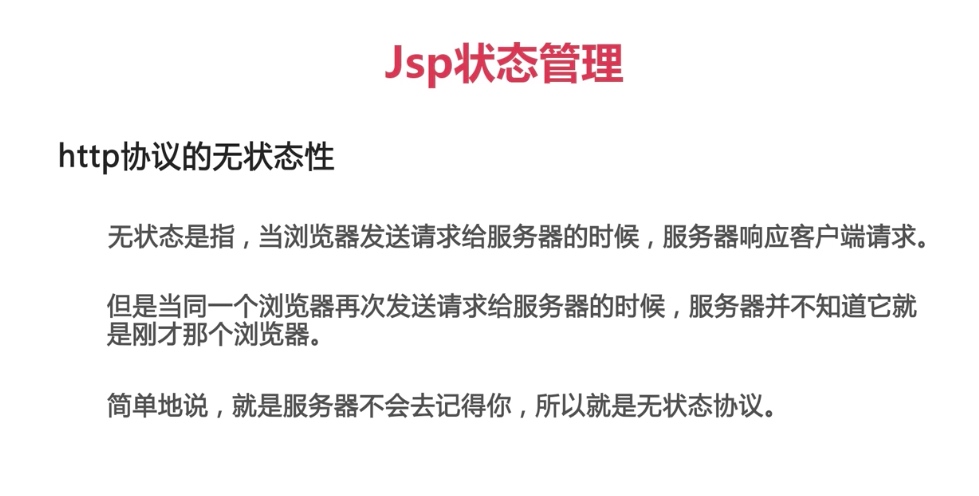 Jsp状态管理
http协议的无状态性
无状态是指，当浏览器发送请求给服务器的时候，服务器响应客户端请求。
但是当同一个浏览器再次发送请求给服务器的时候，服务器并不知道它就
是刚才那个浏览器。
简单地说，就是服务器不会去记得你，所以就是无状态协议。